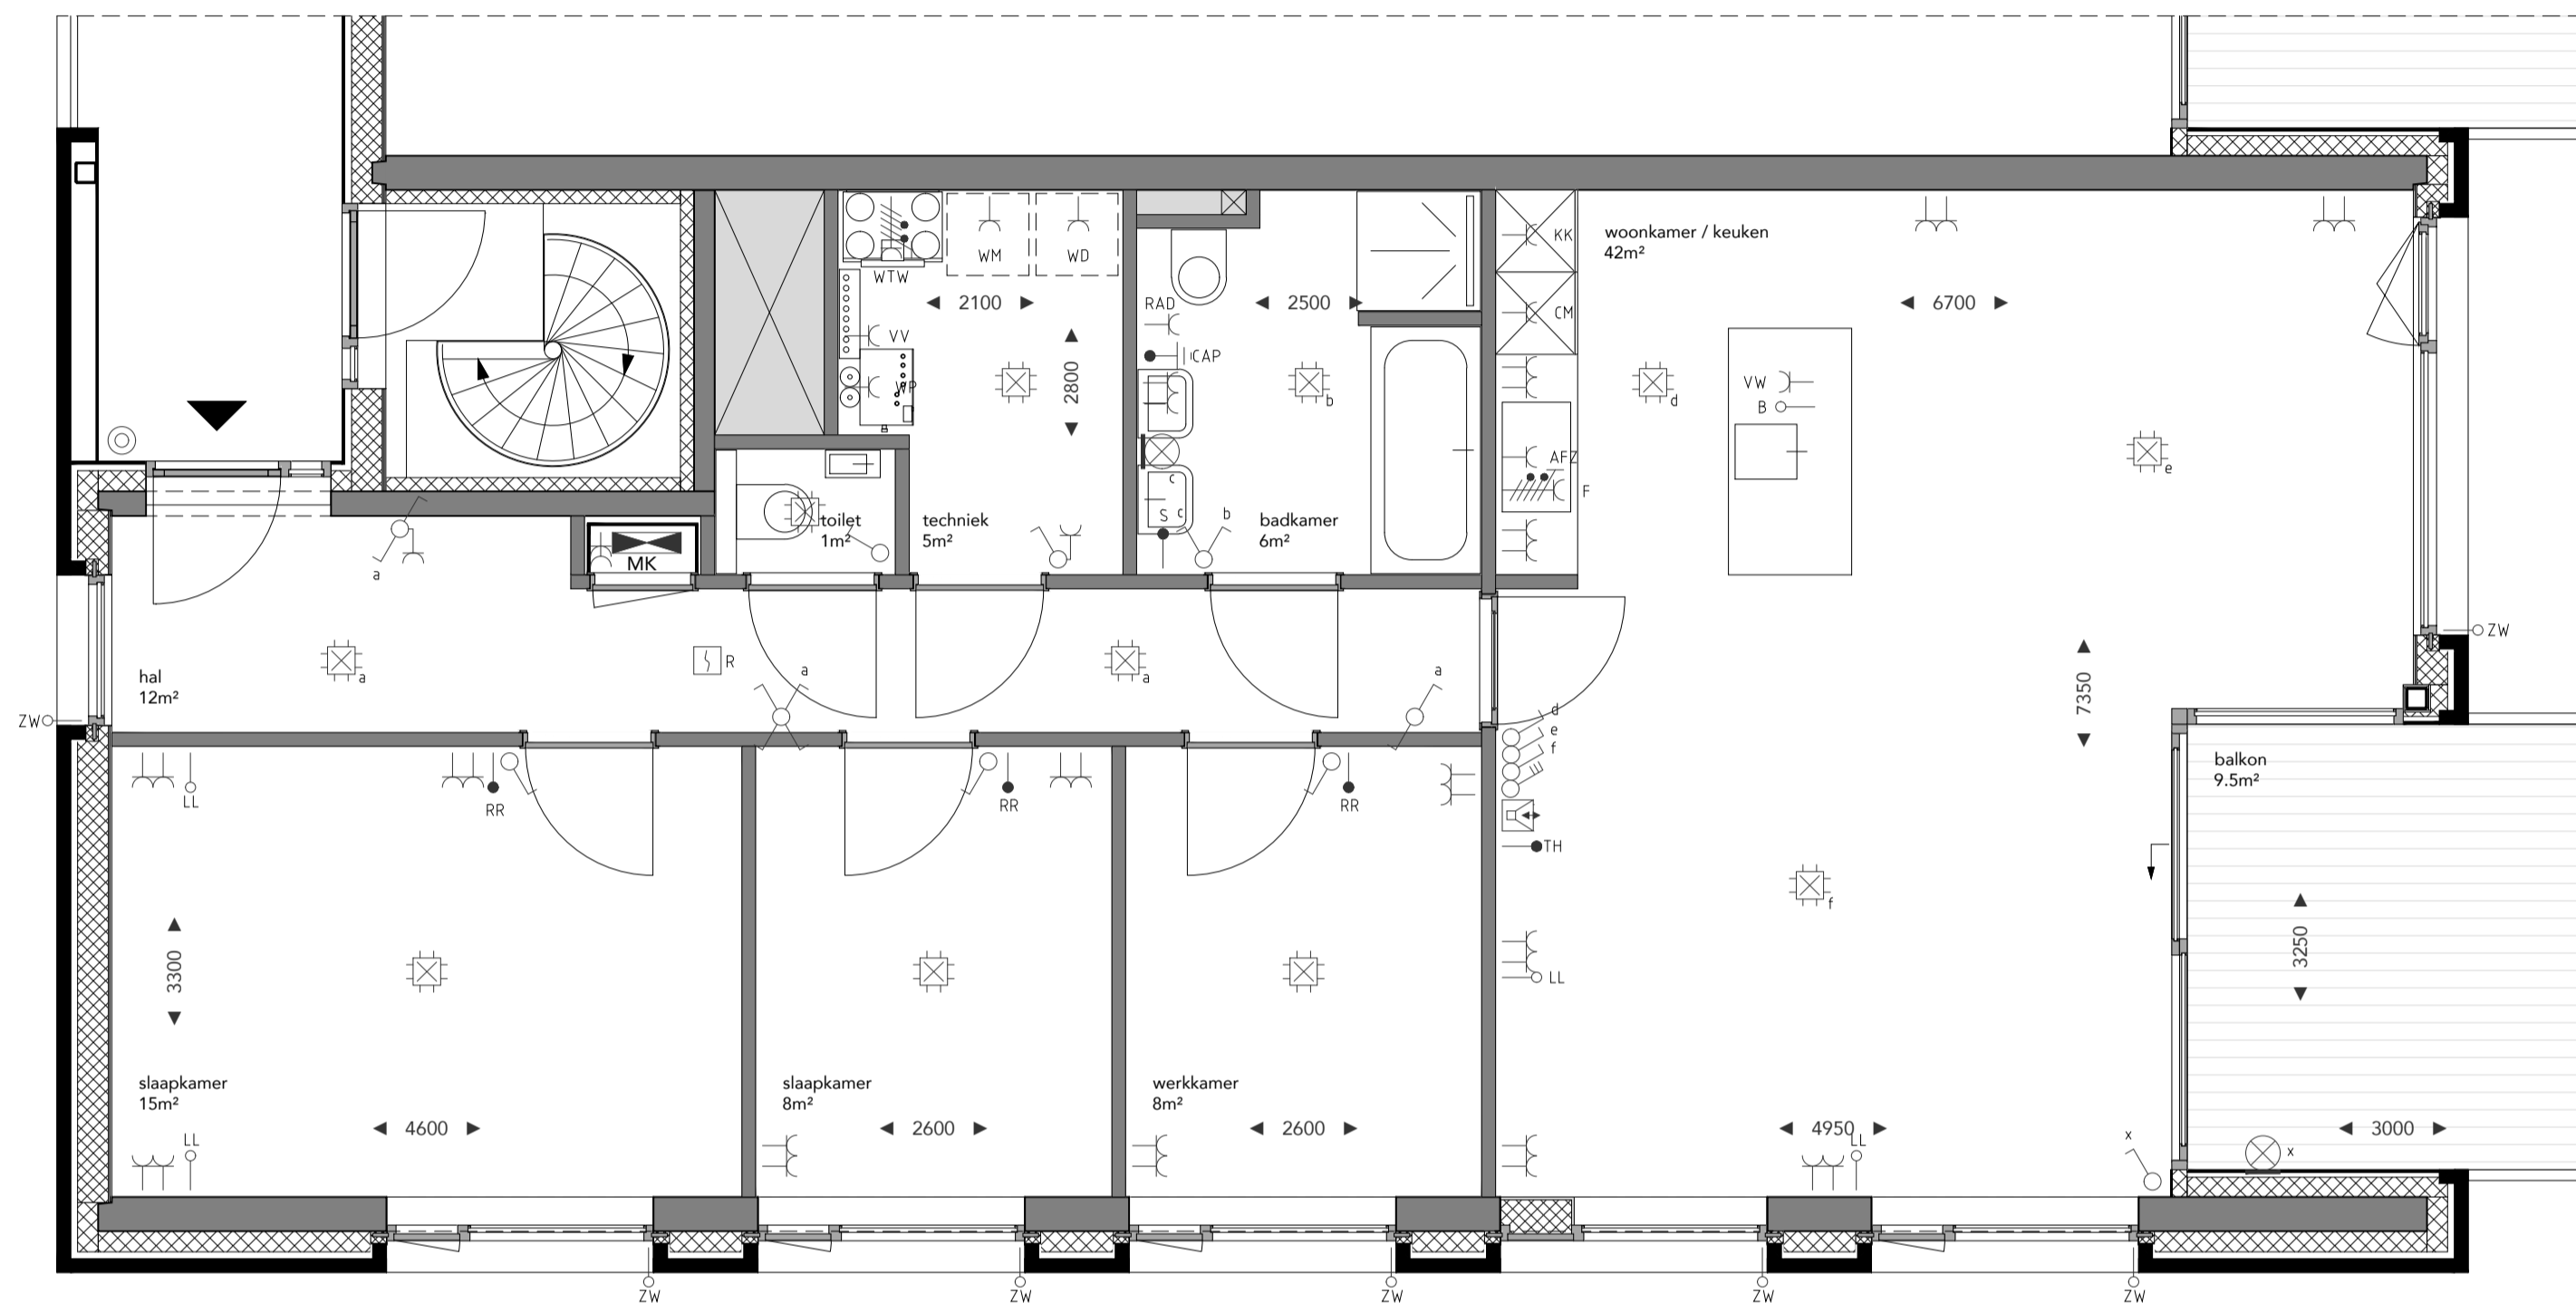 WTW
WM
WD
VV
WP
2100
2800
RAD
CAP
2500
b
c
S
c
b
badkamer
6m²
toilet
1m²
techniek
5m²
MK
KK
CM
AFZ
F
woonkamer / keuken
42m²
6700
VW
B
d
e
ZW
7350
a
hal
12m²
a
R
a
a
a
ZW
d
e
f
TH
f
LL
LL
RR
RR
RR
balkon
9.5m²
3250
3300
slaapkamer
15m²
4600
LL
slaapkamer
8m²
2600
werkkamer
8m²
2600
4950
LL
x
x
3000
ZW
ZW
ZW
ZW
ZW